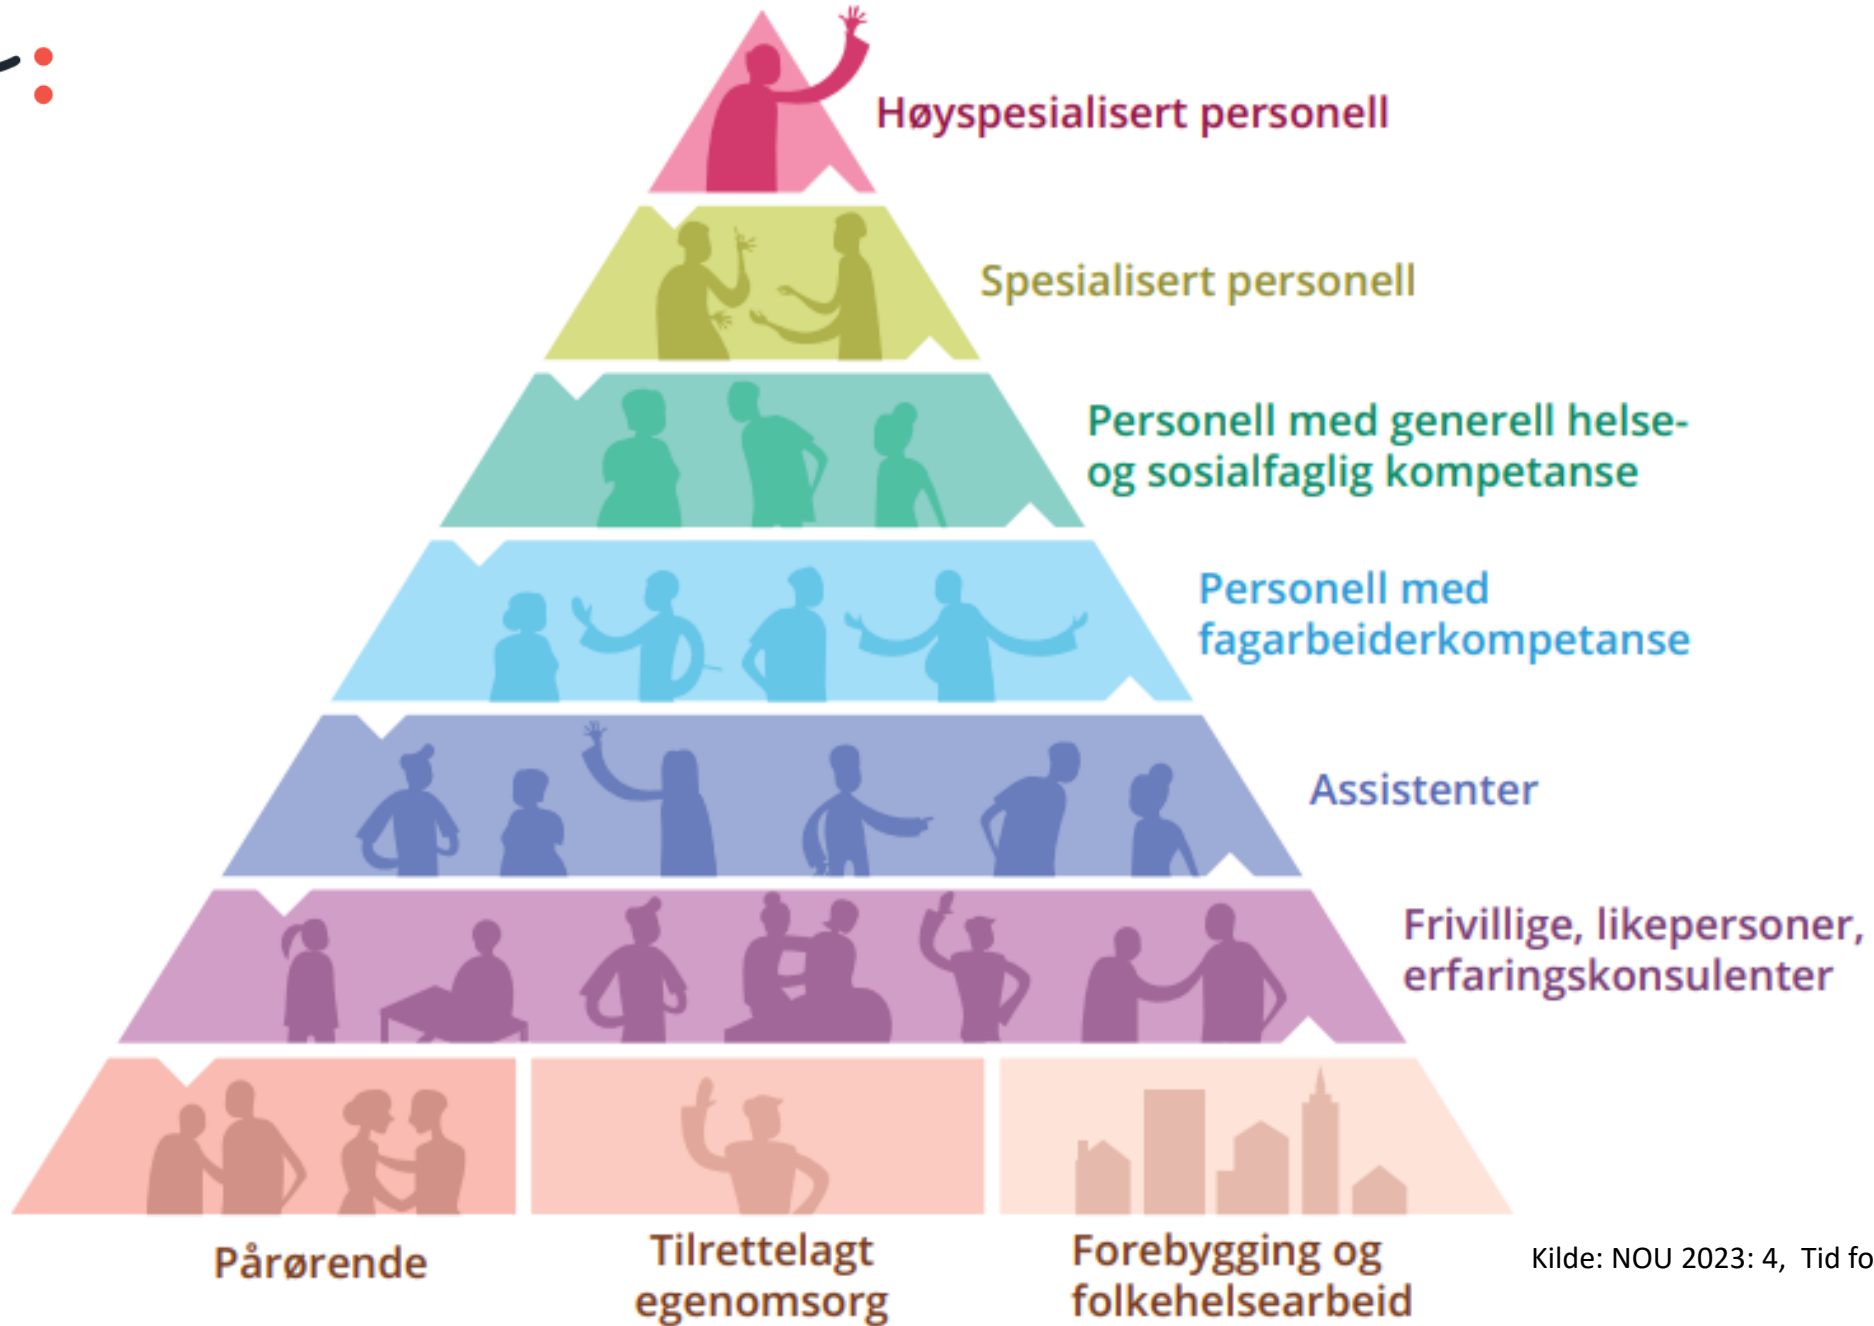 Høyspesialisert personell
Spesialisert personell
Personell med generell helse-
og sosialfaglig kompetanse
Personell med
fagarbeiderkompetanse
Assistenter
Frivillige, likepersoner,
erfaringskonsulenter
Pårørende
Tilrettelagt
egenomsorg
Forebygging og
folkehelsearbeid
Kilde: NOU 2023: 4, Tid fo